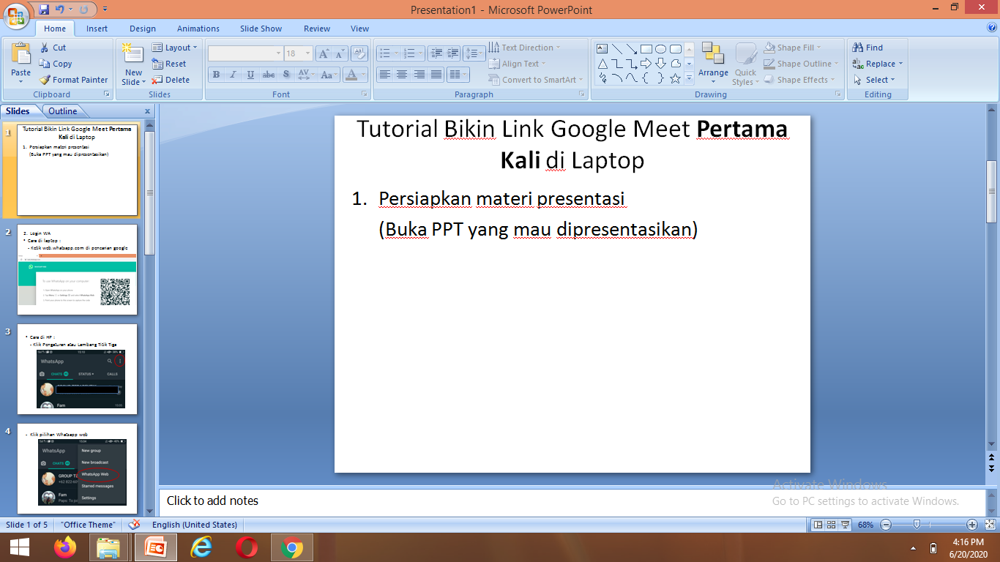 Presentation1 - Microsoft PowerPoint
Home Insert Design Animations Slide Show Review View
Paste
Cut
Copy
Format Painter
Clipboard
New Slide
Layout
Reset
Delete
Slides
18
B I U abe S AV Aa A
Font
Text Direction
Align Text
Convert to SmartArt
Paragraph
Arrange
Quick Styles
Shape Fill
Shape Outline
Shape Effects
Drawing
Find
Replace
Select
Editing
Slides Outline x
1
Tutorial Bikin Link Google Meet Pertama
Kali di Laptop
1. Persiapkan materi presentasi
(Buka PPT yang mau dipresentasikan)
2
2. Login WA
• Cara di laptop :
- Ketik web.whatsapp.com di pencarian google
To use WhatsApp on your computer
3
• Cara di HP :
- Klik Pengaturan atau Lambang Titik Tiga
WhatsApp
CHATS STATUS CALLS
Fam
4
- Klik pilihan Whatsapp web
WhatsApp
New group
CHATS
New broadcast
WhatsApp Web
Starred messages
Fam
Settings
Tutorial Bikin Link Google Meet Pertama
Kali di Laptop
1. Persiapkan materi presentasi
(Buka PPT yang mau dipresentasikan)
Click to add notes
Activate Windows
Go to PC settings to activate Windows.
Slide 1 of 5 "Office Theme" English (United States) 68%
4:16 PM
6/20/2020